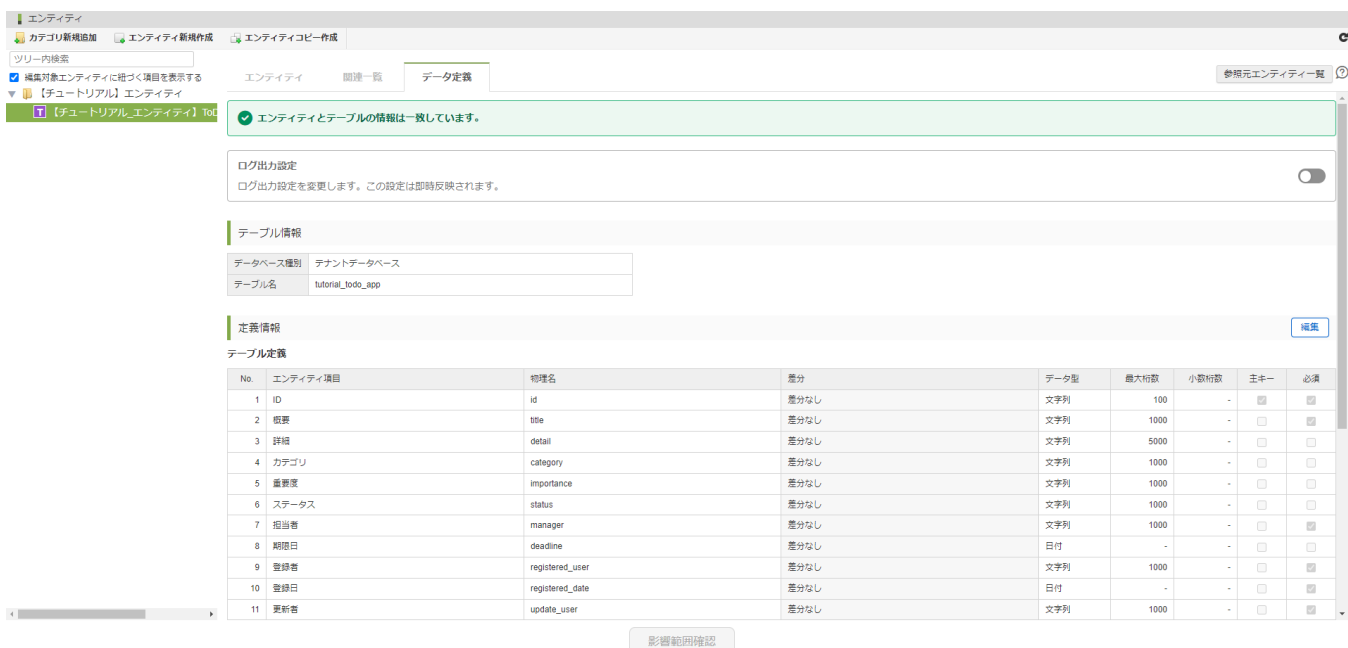 エンティティ
カテゴリ新規追加 エンティティ新規作成 エンティティコピー作成
ツリー内検索
編集対象エンティティに紐づく項目を表示する
【チュートリアル】エンティティ
T 【チュートリアル_エンティティ】ToD
エンティティ 関連一覧 データ定義 参照元エンティティ一覧 ?
エンティティとテーブルの情報は一致しています。
ログ出力設定
ログ出力設定を変更します。この設定は即時反映されます。
テーブル情報
データベース種別 テナントデータベース
テーブル名 tutorial_todo_app
定義情報 編集
テーブル定義
No. エンティティ項目 物理名 差分 データ型 最大桁数 小数桁数 主キー 必須
1 ID id 差分なし 文字列 100 -
2 概要 title 差分なし 文字列 1000 -
3 詳細 detail 差分なし 文字列 5000 -
4 カテゴリ category 差分なし 文字列 1000 -
5 重要度 importance 差分なし 文字列 1000 -
6 ステータス status 差分なし 文字列 1000 -
7 担当者 manager 差分なし 文字列 1000 -
8 期限日 deadline 差分なし 日付 - -
9 登録者 registered_user 差分なし 文字列 1000 -
10 登録日 registered_date 差分なし 日付 - -
11 更新者 update_user 差分なし 文字列 1000 -
影響範囲確認